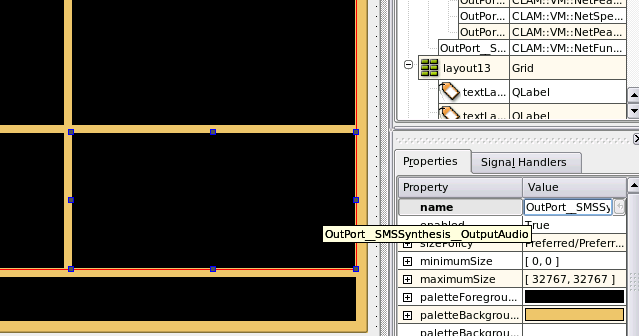 OutPor... CLAM::VM::NetPea
OutPor... CLAM::VM::NetSpe
OutPor... CLAM::VM::NetPea
OutPort__S... CLAM::VM::NetFun
layout13 Grid
textLa... QLabel
textLa... QLabel
Properties Signal Handlers
Property Value
name OutPort__SMSSy
enabled True
OutPort__SMSSynthesis__OutputAudio
sizePolicy Preferred/Preferr...
minimumSize [ 0, 0 ]
maximumSize [ 32767, 32767 ]
paletteForegrou...
paletteBackgrou...
paletteBackgrou...